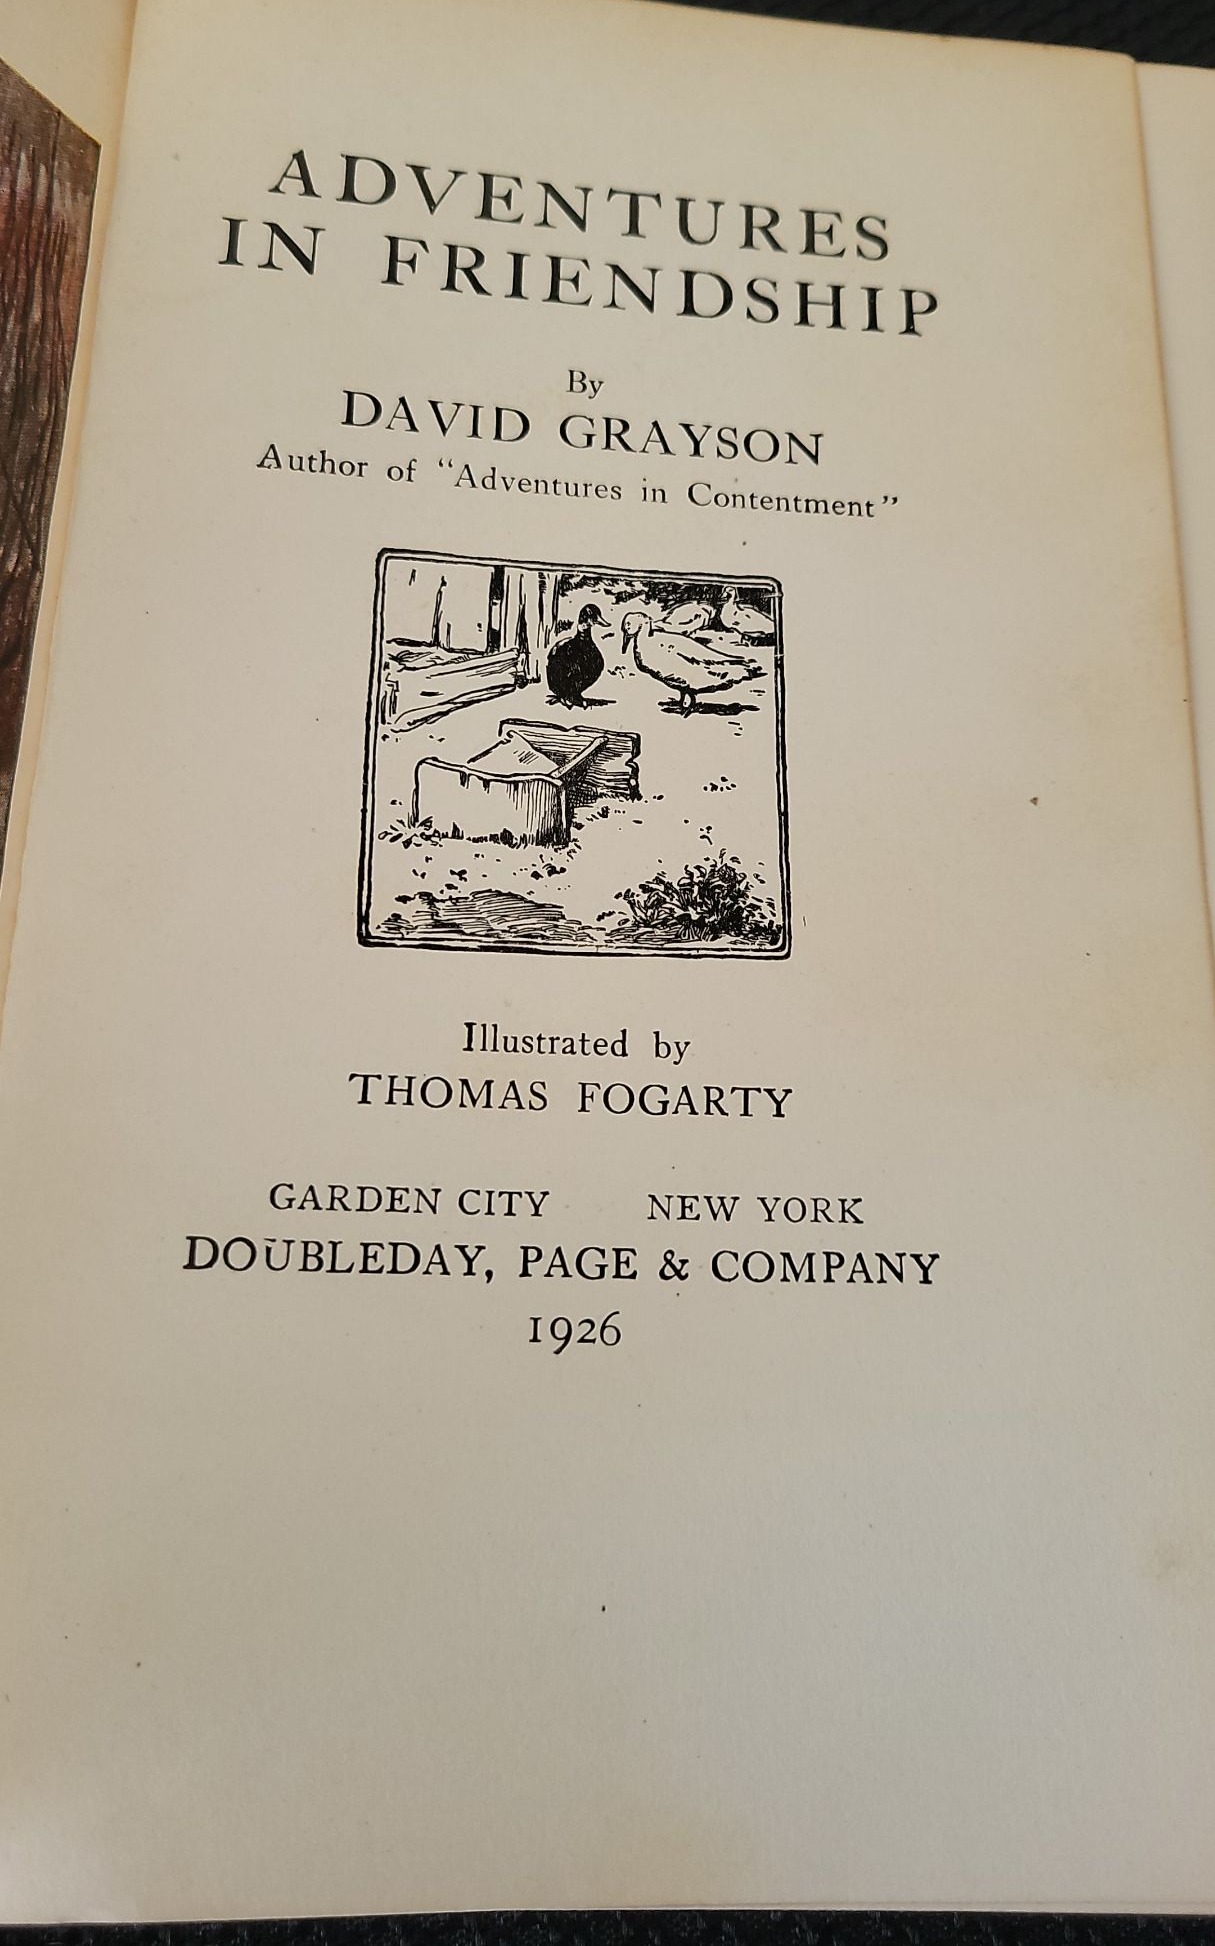 ADVENTURES
IN FRIENDSHIP
By
DAVID GRAYSON
Author of "Adventures in Contentment"
Illustrated by
THOMAS FOGARTY
GARDEN CITY NEW YORK
DOUBLEDAY, PAGE & COMPANY
1926